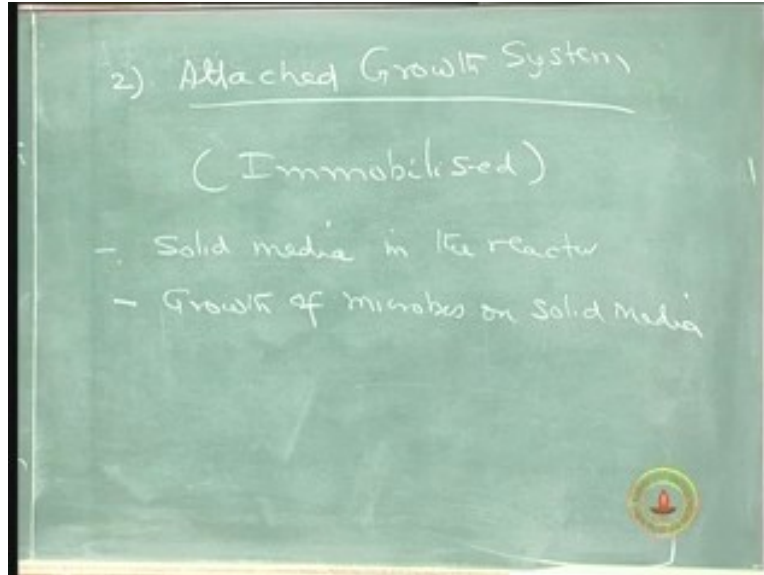 2). Attached Growth System
(Immobilised)
- Solid media in the reactor
- Growth of microbes on solid media